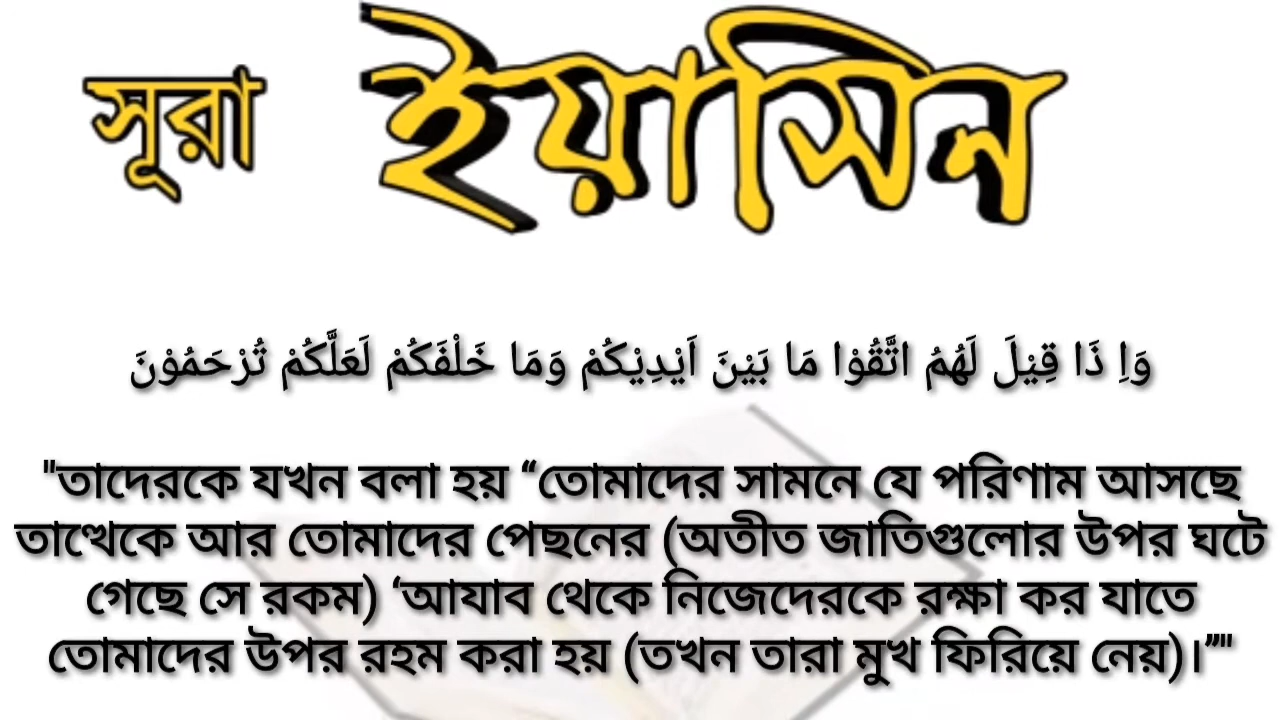 সূরা ইয়াসিন
وَاِ ذَا قِيْلَ لَهُمُ اتَّقُوْا مَا بَيْنَ اَيْدِيْكُمْ وَمَا خَلْفَكُمْ لَعَلَّكُمْ تُرْحَمُوْنَ
"তাদেরকে যখন বলা হয় “তোমাদের সামনে যে পরিণাম আসছে
তাত্থেকে আর তোমাদের পেছনের (অতীত জাতিগুলোর উপর ঘটে
গেছে সে রকম) ‘আযাব থেকে নিজেদেরকে রক্ষা কর যাতে
তোমাদের উপর রহম করা হয় (তখন তারা মুখ ফিরিয়ে নেয়)।”"